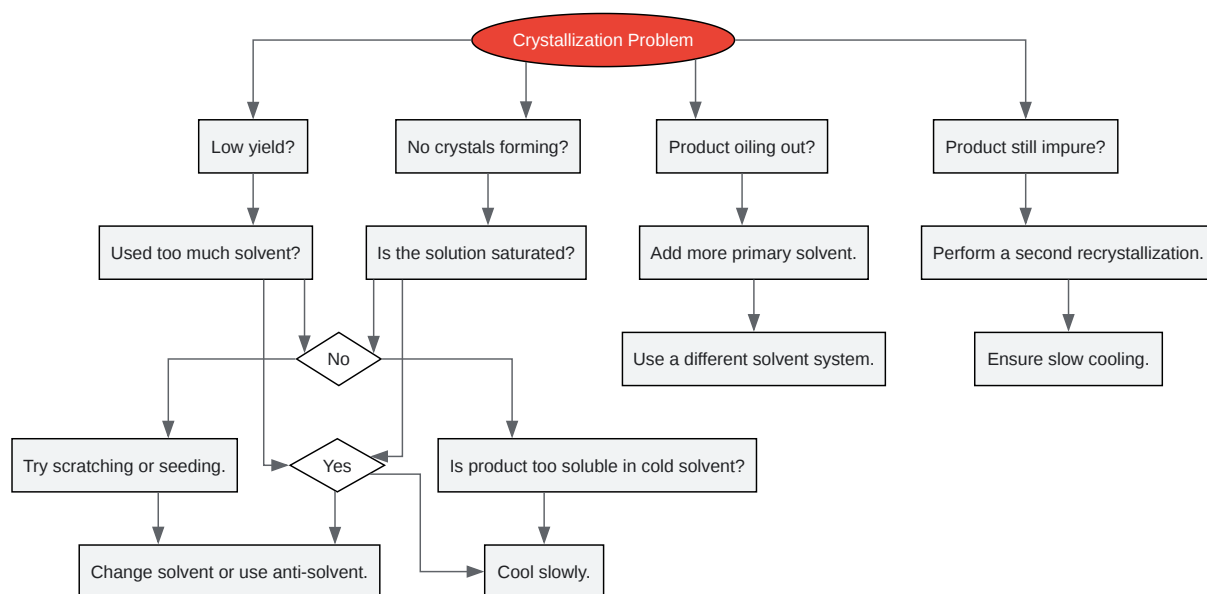 Crystallization Problem
Low yield?
No crystals forming?
Product oiling out?
Product still impure?
Used too much solvent?
Is the solution saturated?
Add more primary solvent.
Perform a second recrystallization.
No
Use a different solvent system.
Ensure slow cooling.
Try scratching or seeding.
Yes
Is product too soluble in cold solvent?
Change solvent or use anti-solvent.
Cool slowly.